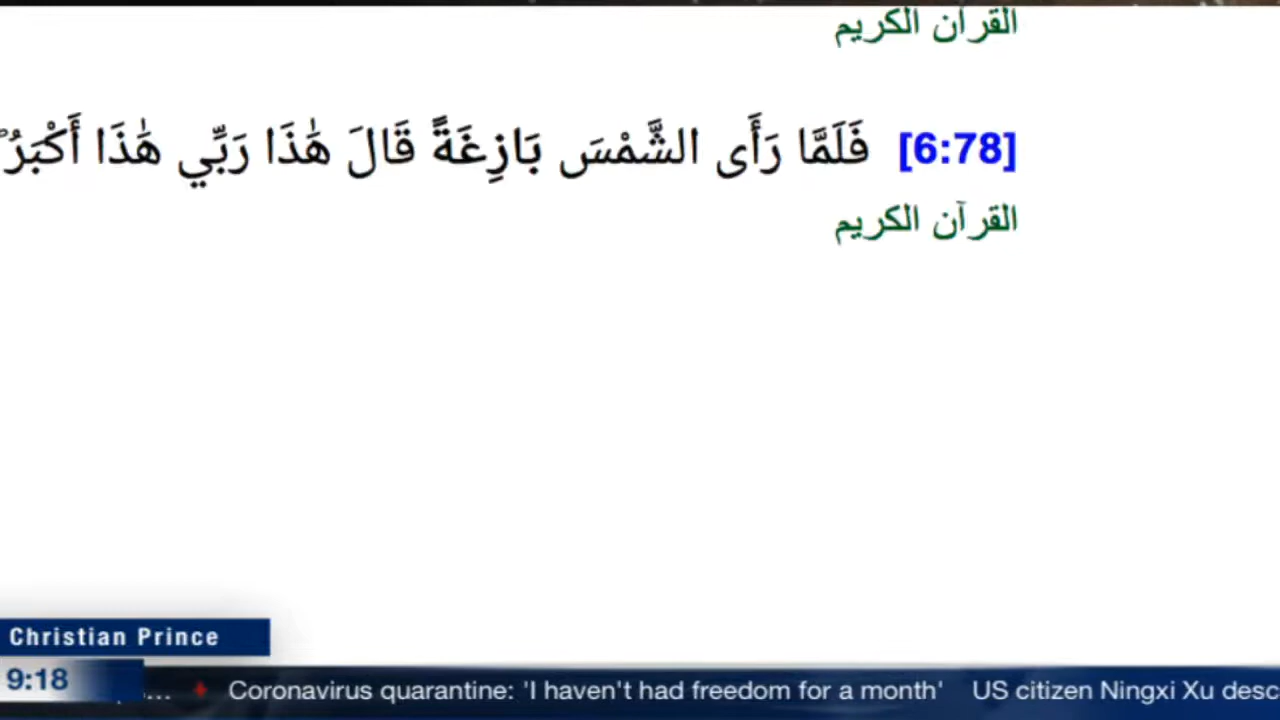 القرآن الكريم
[6:78] فَلَمَّا رَأَى الشَّمْسَ بَازِغَةً قَالَ هَٰذَا رَبِّي هَٰذَا أَكْبَرُ
القرآن الكريم
Christian Prince
9:18
... + Coronavirus quarantine: 'I haven't had freedom for a month' US citizen Ningxi Xu desc